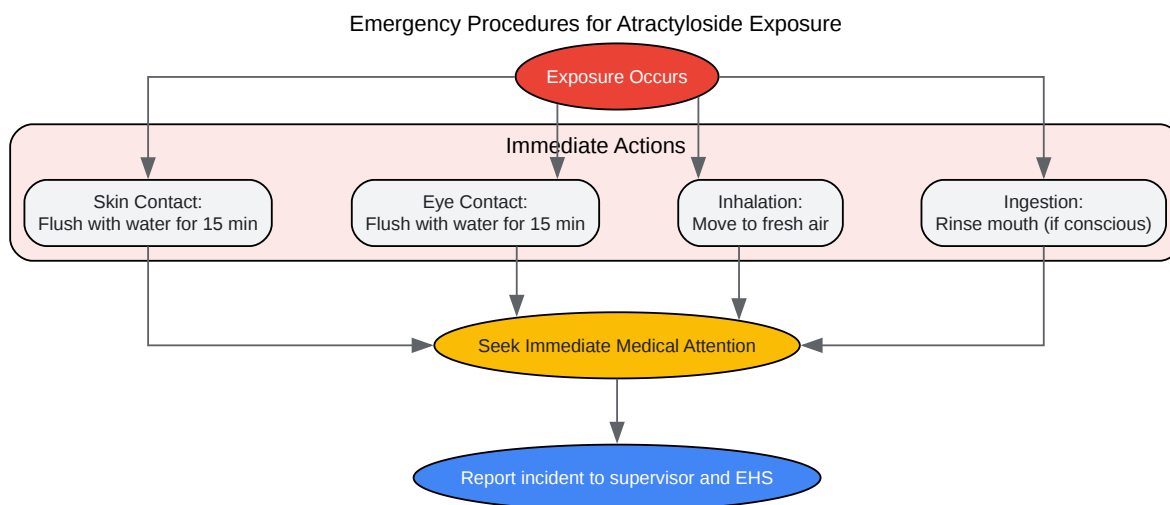 Emergency Procedures for Atractyloside Exposure
Exposure Occurs
Immediate Actions
Skin Contact:
Flush with water for 15 min
Eye Contact:
Flush with water for 15 min
Inhalation:
Move to fresh air
Ingestion:
Rinse mouth (if conscious)
Seek Immediate Medical Attention
Report incident to supervisor and EHS